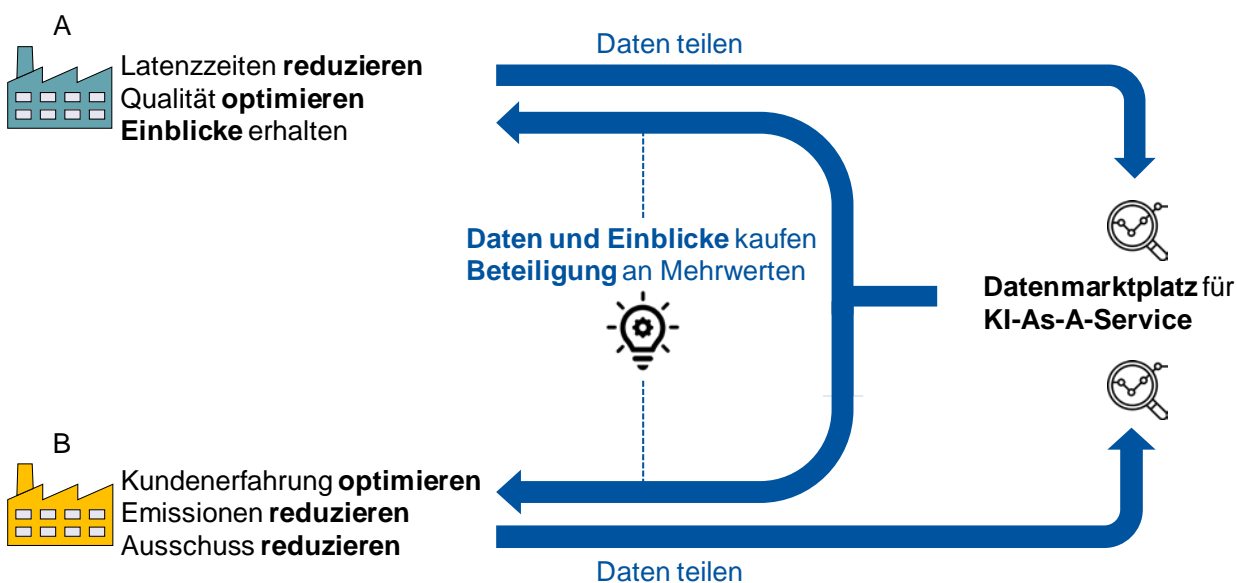 A
Latenzzeiten reduzieren
Qualität optimieren
Einblicke erhalten
Daten teilen
Daten und Einblicke kaufen
Beteiligung an Mehrwerten
Datenmarktplatz für
KI-As-A-Service
B
Kundenerfahrung optimieren
Emissionen reduzieren
Ausschuss reduzieren
Daten teilen